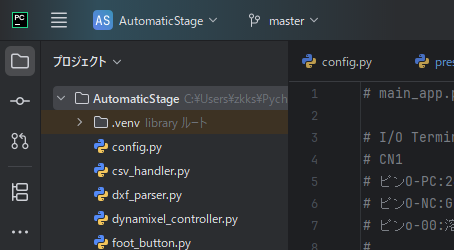 PC
AS AutomaticStage master
プロジェクト
config.py
AutomaticStage C:¥Users¥zkks¥Pych
.venv library ルート
config.py
csv_handler.py
dxf_parser.py
dynamixel_controller.py
foot_button.py
1 # main_app.p
2
3 # I/O Termin
4 # CN1
5 # ピン0-PC:2
6 # ピン0-NC:G
7 # ピンo-00:落
8 #